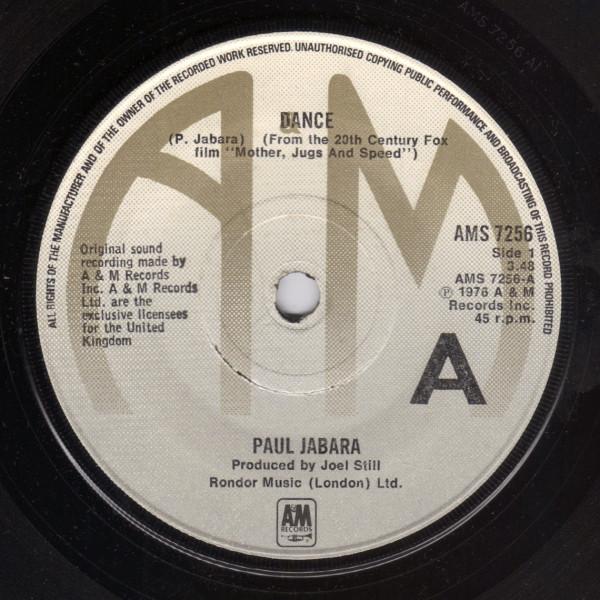 ALL RIGHTS OF THE MANUFACTURER AND OF THE OWNER OF THE RECORDED WORK RESERVED. UNAUTHORISED COPYING PUBLIC PERFORMANCE AND BROADCASTING OF THIS RECORD PROHIBITED
AMS 7256 A1
A&M
DANCE
(P. Jabara) (From the 20th Century Fox
film "Mother, Jugs And Speed")
Original sound
recording made by
A & M Records
Inc. A & M Records
Ltd. are the
exclusive licensees
for the United
Kingdom
AMS 7256
Side 1
3.48
AMS 7256-A
℗ 1976 A & M
Records Inc.
45 r.p.m.
A
PAUL JABARA
Produced by Joel Still
Rondor Music (London) Ltd.
A&M
RECORDS